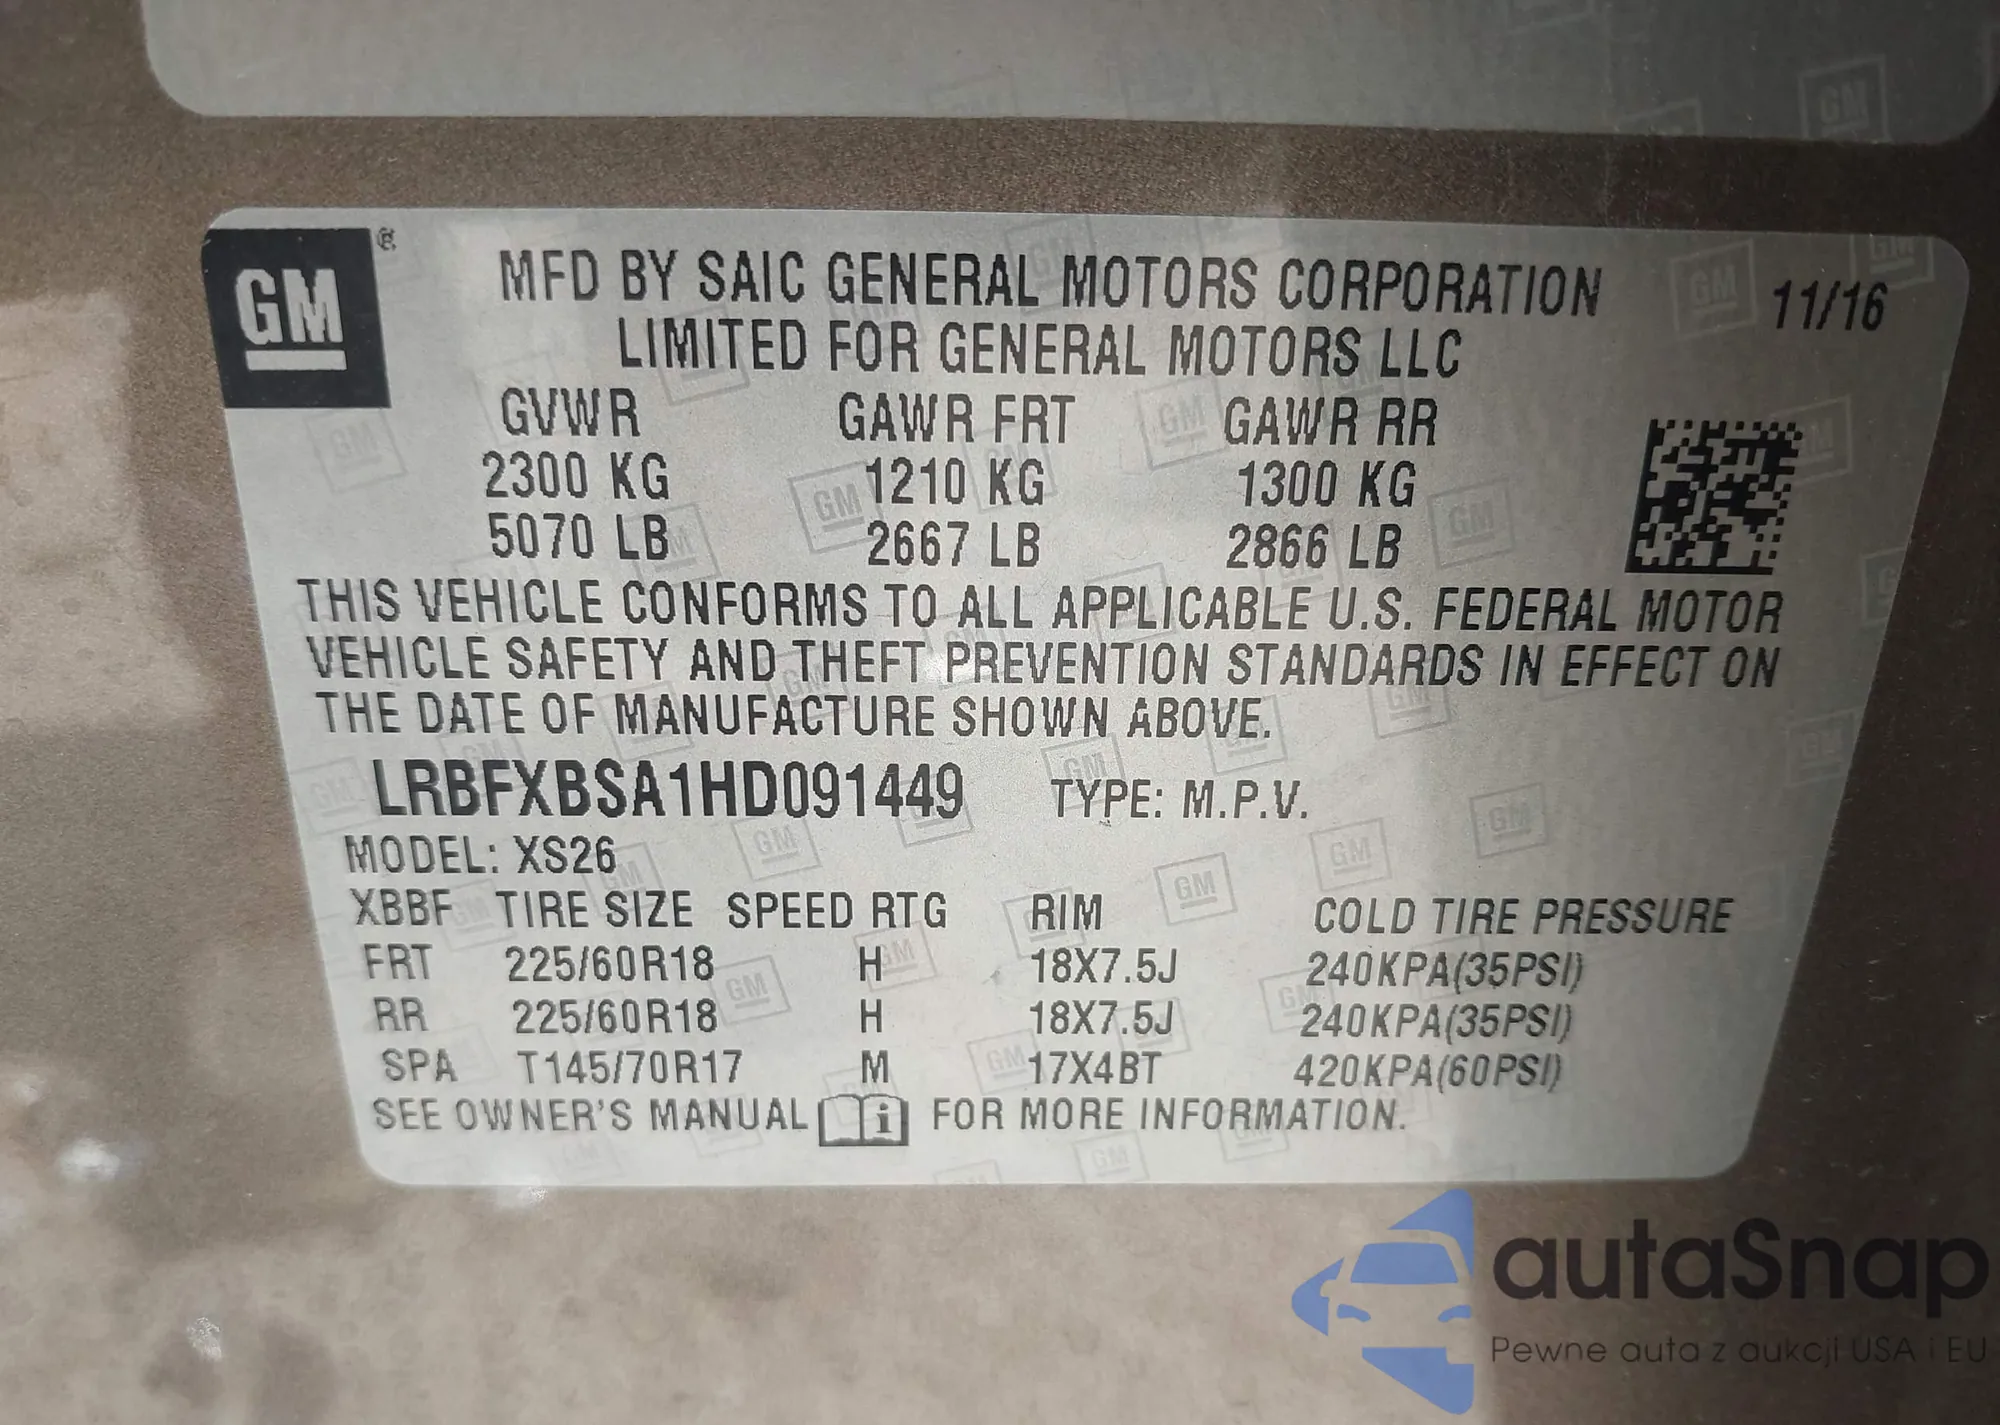 GM®
MFD BY SAIC GENERAL MOTORS CORPORATION 11/16
LIMITED FOR GENERAL MOTORS LLC
GVWR GAWR FRT GAWR RR
2300 KG 1210 KG 1300 KG
5070 LB 2667 LB 2866 LB
THIS VEHICLE CONFORMS TO ALL APPLICABLE U.S. FEDERAL MOTOR
VEHICLE SAFETY AND THEFT PREVENTION STANDARDS IN EFFECT ON
THE DATE OF MANUFACTURE SHOWN ABOVE.
LRBFXBSA1HD091449 TYPE: M.P.V.
MODEL: XS26
XBBF TIRE SIZE SPEED RTG RIM COLD TIRE PRESSURE
FRT 225/60R18 H 18X7.5J 240KPA(35PSI)
RR 225/60R18 H 18X7.5J 240KPA(35PSI)
SPA T145/70R17 M 17X4BT 420KPA(60PSI)
SEE OWNER'S MANUAL i FOR MORE INFORMATION.
autaSnap
Pewne auta z aukcji USA i EU